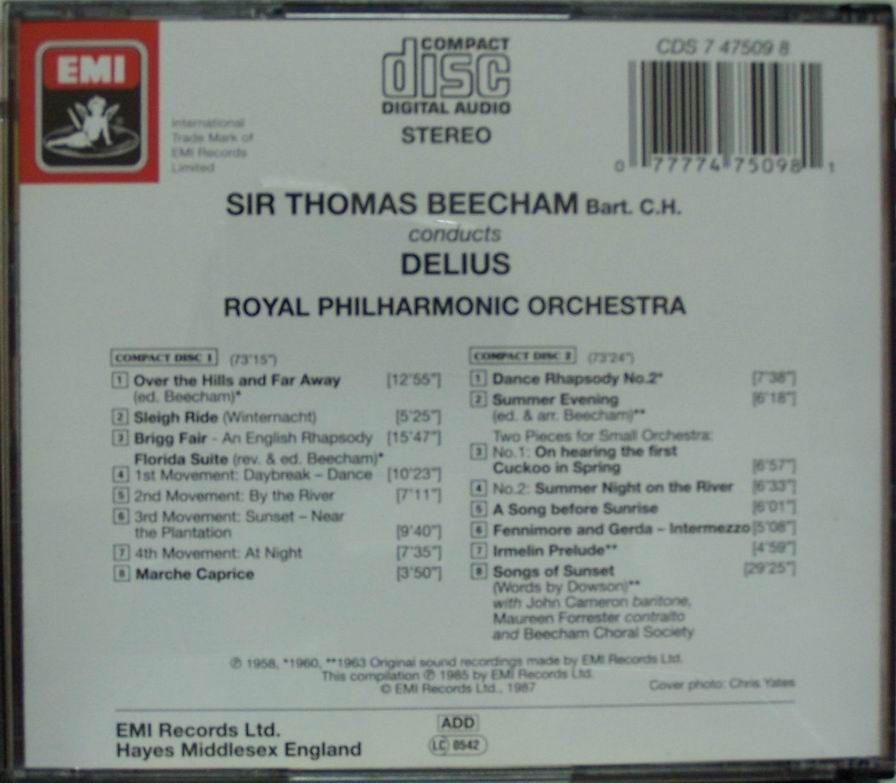 EMI
International
Trade Mark of
EMI Records
Limited
COMPACT
disc
DIGITAL AUDIO
STEREO
CDS 7 47509 8
0 77774 75098 1
SIR THOMAS BEECHAM Bart. C.H.
conducts
DELIUS
ROYAL PHILHARMONIC ORCHESTRA
COMPACT DISC 1 (73'15")
1 Over the Hills and Far Away [12'55"]
(ed. Beecham)*
2 Sleigh Ride (Winternacht) [5'25"]
3 Brigg Fair - An English Rhapsody [15'47"]
Florida Suite (rev. & ed. Beecham)*
4 1st Movement: Daybreak – Dance [10'23"]
5 2nd Movement: By the River [7'11"]
6 3rd Movement: Sunset – Near
the Plantation [9'40"]
7 4th Movement: At Night [7'35"]
8 Marche Caprice [3'50"]
COMPACT DISC 2 (73'24")
1 Dance Rhapsody No.2* [7'38"]
2 Summer Evening [6'18"]
(ed. & arr. Beecham)**
Two Pieces for Small Orchestra:
3 No.1: On hearing the first
Cuckoo in Spring [6'57"]
4 No.2: Summer Night on the River [6'33"]
5 A Song before Sunrise [6'01"]
6 Fennimore and Gerda – Intermezzo [5'08"]
7 Irmelin Prelude** [4'59"]
8 Songs of Sunset [29'25"]
(Words by Dowson)**
with John Cameron baritone,
Maureen Forrester contralto
and Beecham Choral Society
℗ 1958, *1960, **1963 Original sound recordings made by EMI Records Ltd.
This compilation ℗ 1985 by EMI Records Ltd.
© EMI Records Ltd., 1987
Cover photo: Chris Yates
EMI Records Ltd.
Hayes Middlesex England
ADD
LC 0542